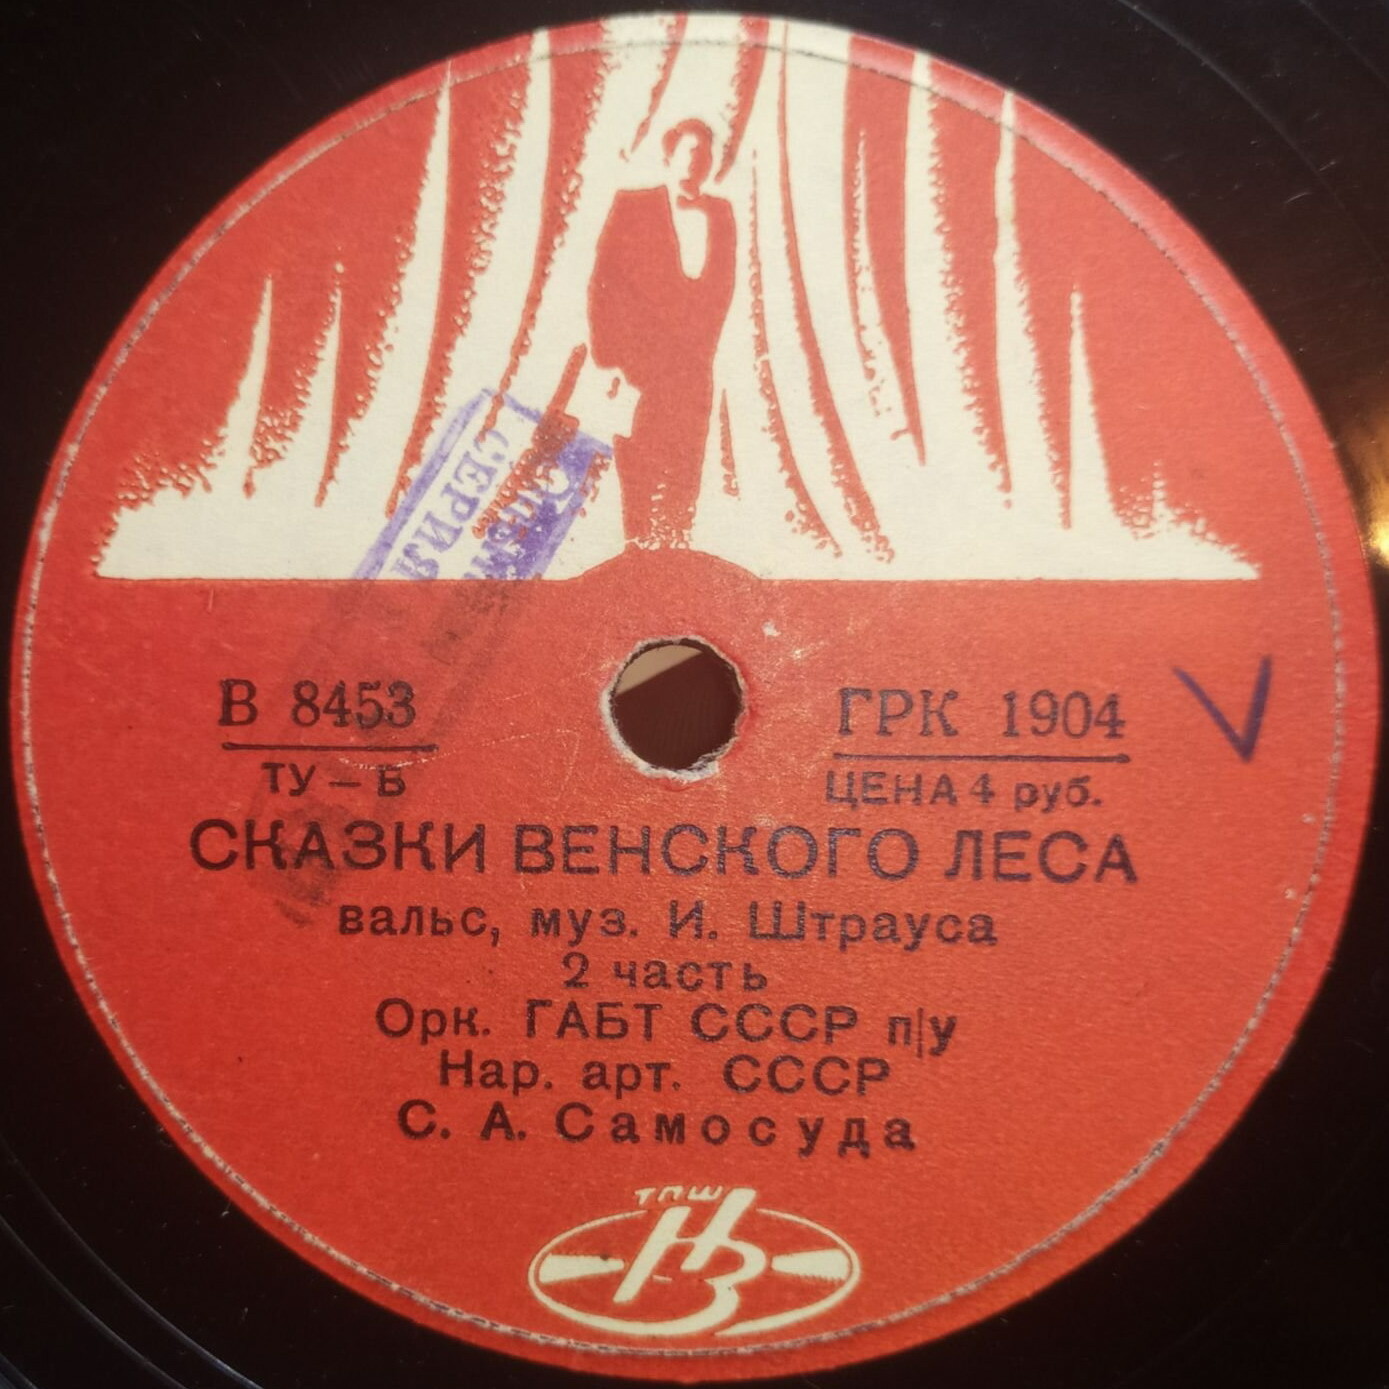 СЕРИЯ
В 8453
ГРК 1904
ТУ – В
ЦЕНА 4 руб.
СКАЗКИ ВЕНСКОГО ЛЕСА
вальс, муз. И. Штрауса
2 часть
Орк. ГАБТ СССР п/у
Нар. арт. СССР
С. А. Самосуда
ТПШ
НЗ